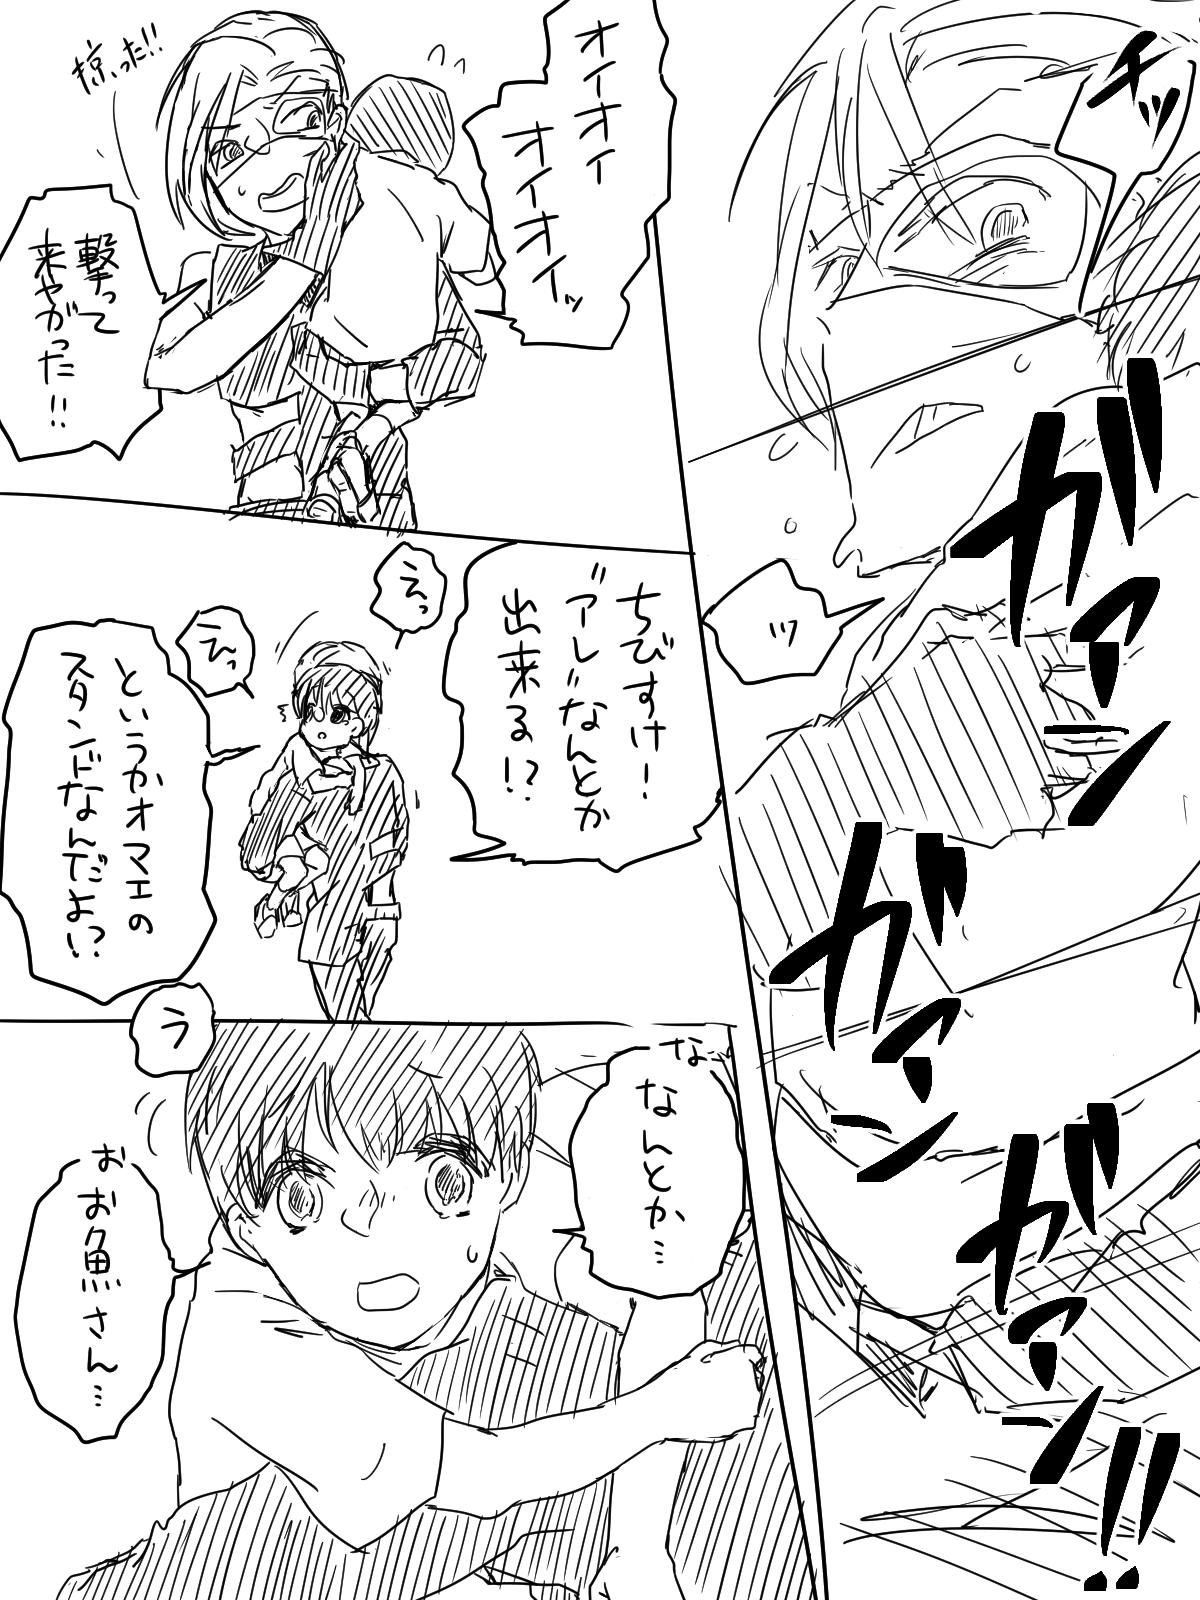 チッ
ガァン
ガァン
ガァン!!
ッ
オーイオイ
オイオイィッ
掠った!!
撃って
来やがった!!
ちびすけ!
"アレ"なんとか
出来る!?
えっ
えっ
というかオマエの
スタンドなんだよ!?
な
なんとか…
う
お
お魚さん…